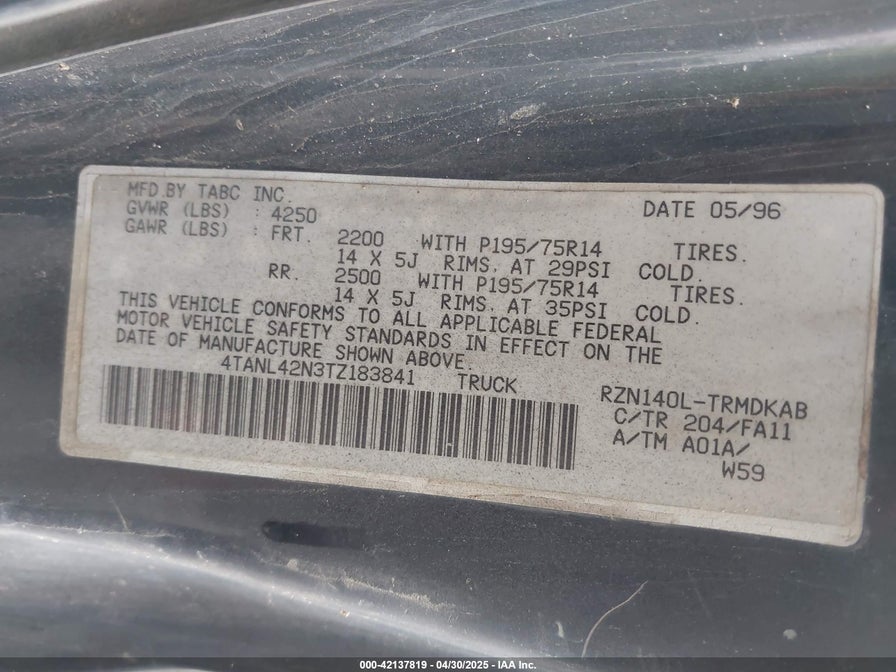 MFD.BY TABC INC. DATE 05/96
GVWR (LBS) : 4250
GAWR (LBS) : FRT. 2200 WITH P195/75R14 TIRES.
14 X 5J RIMS, AT 29PSI COLD.
RR. 2500 WITH P195/75R14 TIRES.
14 X 5J RIMS, AT 35PSI COLD.
THIS VEHICLE CONFORMS TO ALL APPLICABLE FEDERAL
MOTOR VEHICLE SAFETY STANDARDS IN EFFECT ON THE
DATE OF MANUFACTURE SHOWN ABOVE.
4TANL42N3TZ183841 TRUCK
RZN140L-TRMDKAB
C/TR 204/FA11
A/TM A01A/
W59
000-42137819 - 04/30/2025 - IAA Inc.